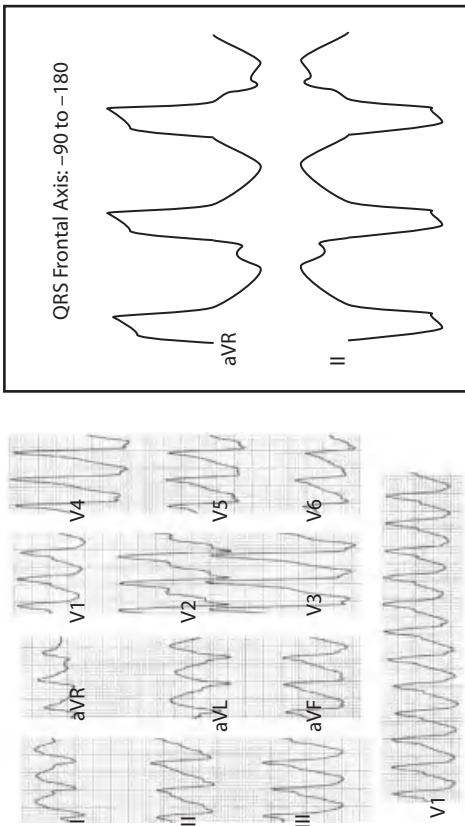 I
aVR
V1
V4
II
aVL
V2
V5
III
aVF
V3
V6
V1
QRS Frontal Axis: –90 to –180
aVR
II